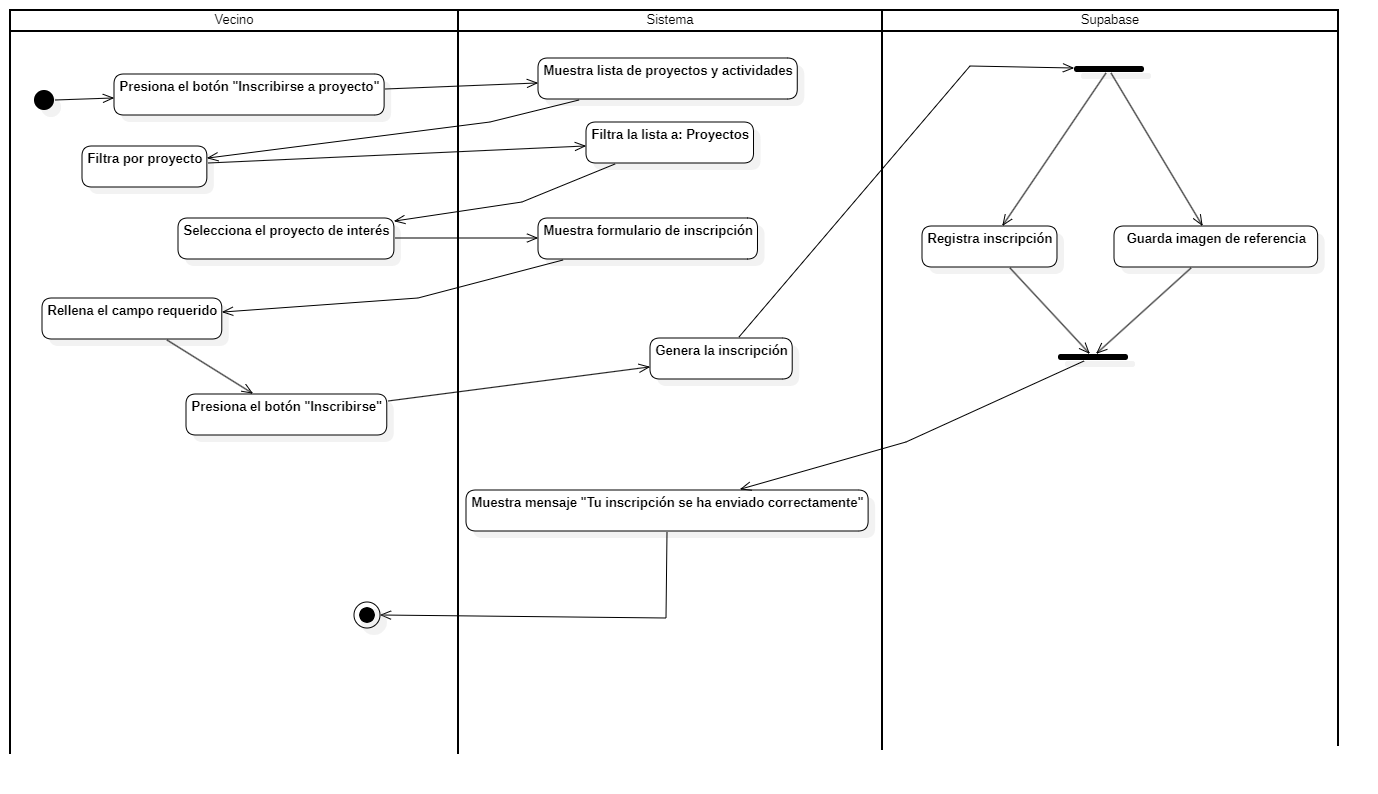 Vecino
Sistema
Supabase
Presiona el botón "Inscribirse a proyecto"
Muestra lista de proyectos y actividades
Filtra por proyecto
Filtra la lista a: Proyectos
Selecciona el proyecto de interés
Muestra formulario de inscripción
Registra inscripción
Guarda imagen de referencia
Rellena el campo requerido
Genera la inscripción
Presiona el botón "Inscribirse"
Muestra mensaje "Tu inscripción se ha enviado correctamente"